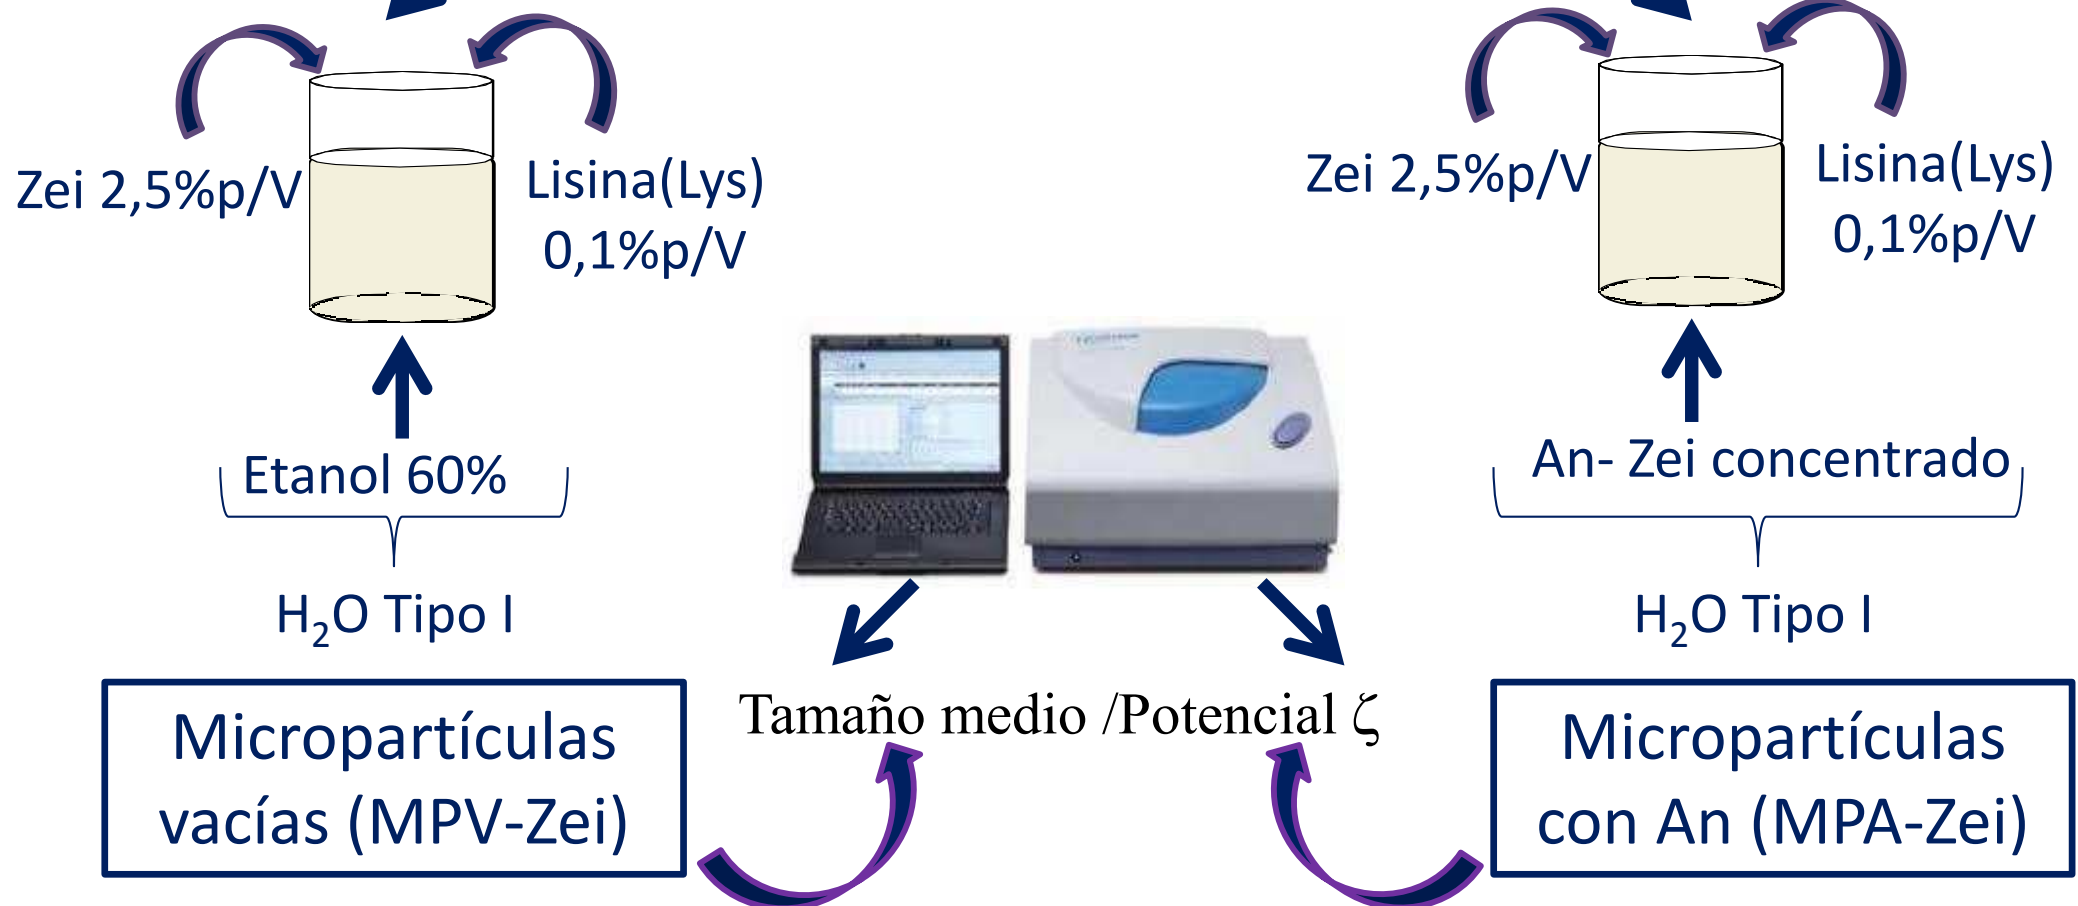 Zei 2,5%p/V
Lisina(Lys)
0,1%p/V
Etanol 60%
H₂O Tipo I
Micropartículas
vacías (MPV-Zei)
Tamaño medio /Potencial ζ
Zei 2,5%p/V
Lisina(Lys)
0,1%p/V
An- Zei concentrado
H₂O Tipo I
Micropartículas
con An (MPA-Zei)